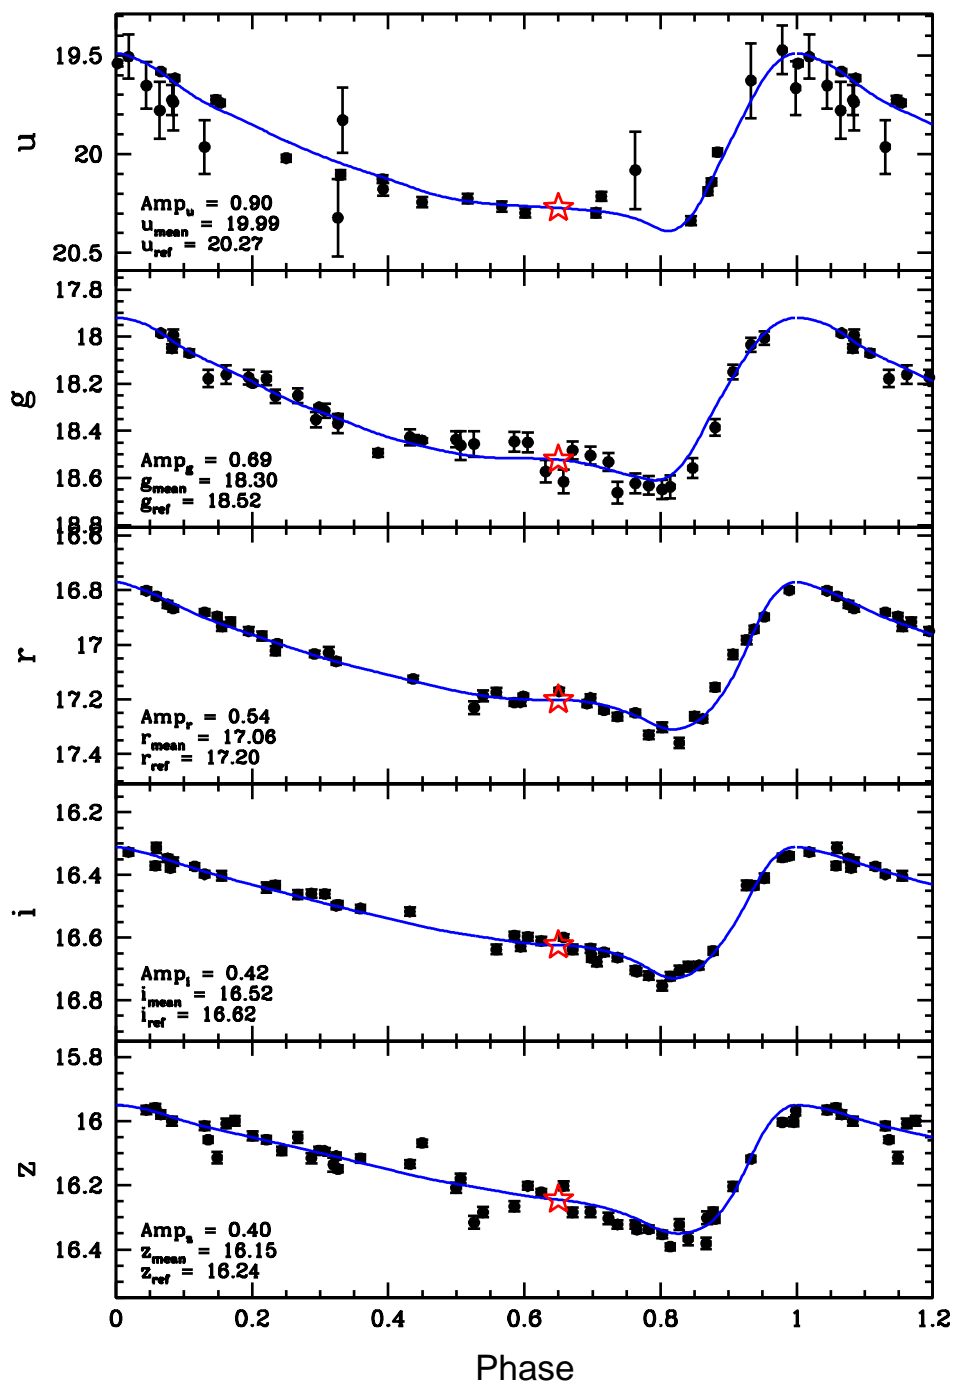 19.5
20
20.5
u
Amp_u = 0.90
u_mean = 19.99
u_ref = 20.27
17.8
18
18.2
18.4
18.6
18.8
g
Amp_g = 0.69
g_mean = 18.30
g_ref = 18.52
16.6
16.8
17
17.2
17.4
r
Amp_r = 0.54
r_mean = 17.06
r_ref = 17.20
16.2
16.4
16.6
16.8
i
Amp_i = 0.42
i_mean = 16.52
i_ref = 16.62
15.8
16
16.2
16.4
z
Amp_z = 0.40
z_mean = 16.15
z_ref = 16.24
0 0.2 0.4 0.6 0.8 1 1.2
Phase